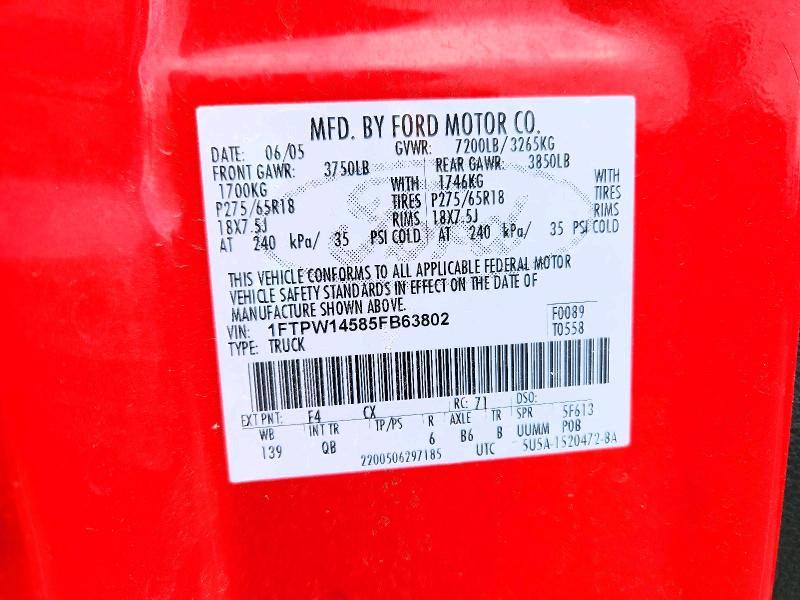 MFD. BY FORD MOTOR CO.
DATE: 06/05 GVWR: 7200LB/ 3265KG
FRONT GAWR: 3750LB REAR GAWR: 3850LB
1700KG WITH 1746KG WITH
P275/65R18 TIRES P275/65R18 TIRES
18X7.5J RIMS 18X7.5J RIMS
AT 240 kPa/ 35 PSI COLD AT 240 kPa/ 35 PSI COLD
THIS VEHICLE CONFORMS TO ALL APPLICABLE FEDERAL MOTOR
VEHICLE SAFETY STANDARDS IN EFFECT ON THE DATE OF
MANUFACTURE SHOWN ABOVE.
VIN: 1FTPW14585FB63802 F0089
TYPE: TRUCK T0558
EXT PNT: F4 CX RC: 71 DSO:
WB INT TR TP/PS R AXLE TR SPR 5F613
139 QB 6 B6 B UUMM POB
2200506297185 UTC 5USA-1520472-BA